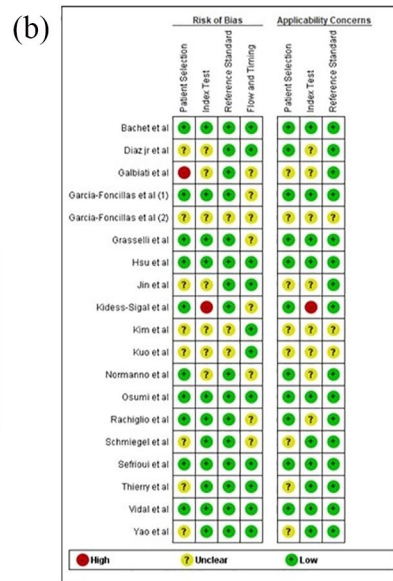 (b)
Risk of Bias Applicability Concerns
Patient Selection Index Test Reference Standard Flow and Timing Patient Selection Index Test Reference Standard
Bachet et al + + + + + + +
Diaz jr et al ? ? + + + ? +
Galbiati et al ? + ? ? ? +
Garcia-Foncillas et al (1) + + + ? + + +
Garcia-Foncillas et al (2) ? ? ? ? ? ? ?
Grasselli et al + + + ? + + +
Hsu et al + + + + + + +
Jin et al ? ? + + ? ? +
Kidess-Sigal et al + + ? + +
Kim et al ? ? ? + ? ? ?
Kuo et al ? ? ? + ? ? ?
Normanno et al + ? + ? + ? +
Osumi et al + + + + + + +
Rachiglio et al + + + ? + ? +
Schmiegel et al ? + + ? ? + +
Sefrioui et al + + + + + + +
Thierry et al ? + + + ? + +
Vidal et al + + + + + + +
Yao et al ? + + + ? + +
High ? Unclear + Low